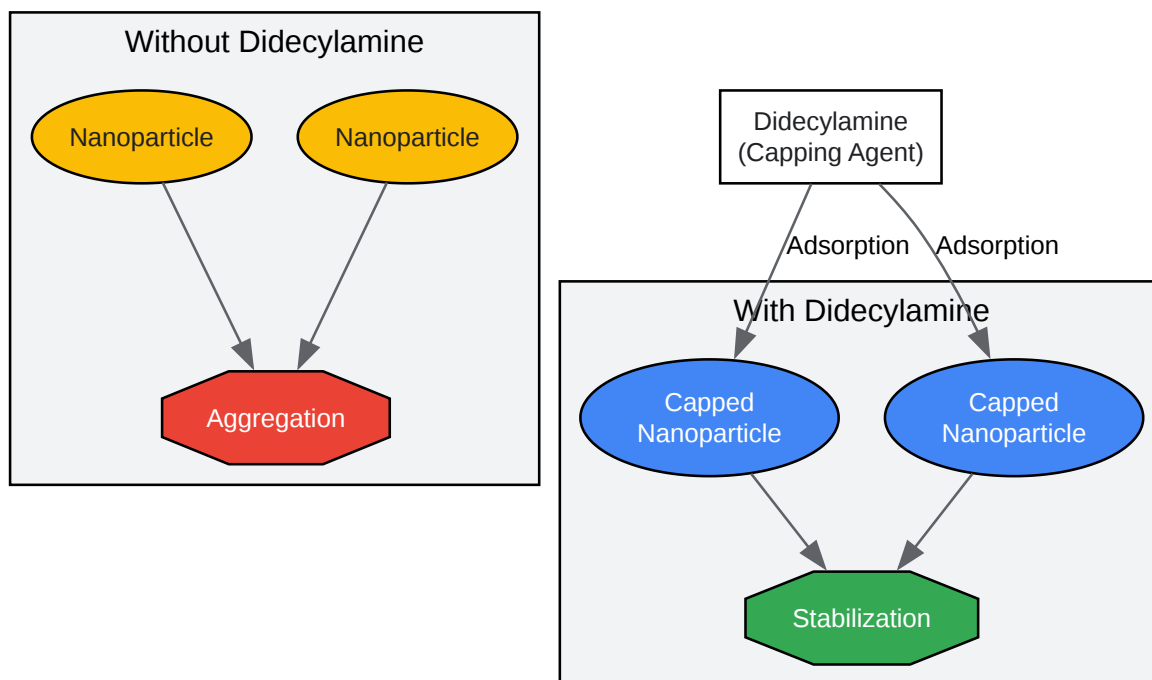 Without Didecylamine
Nanoparticle
Nanoparticle
Aggregation
Didecylamine
(Capping Agent)
Adsorption
Adsorption
With Didecylamine
Capped
Nanoparticle
Capped
Nanoparticle
Stabilization